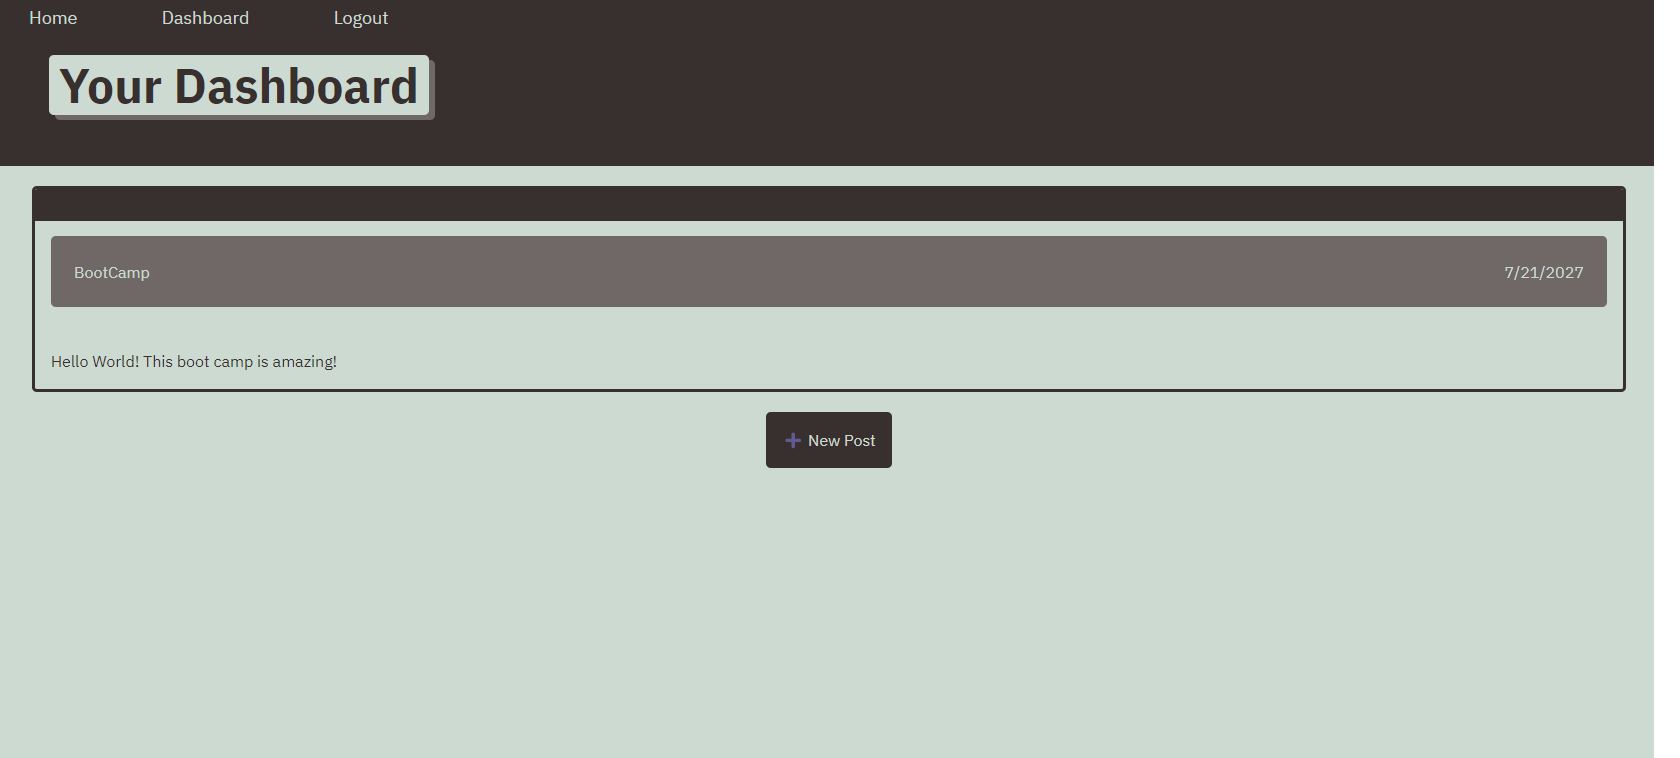 Home Dashboard Logout
Your Dashboard
BootCamp 7/21/2027
Hello World! This boot camp is amazing!
New Post